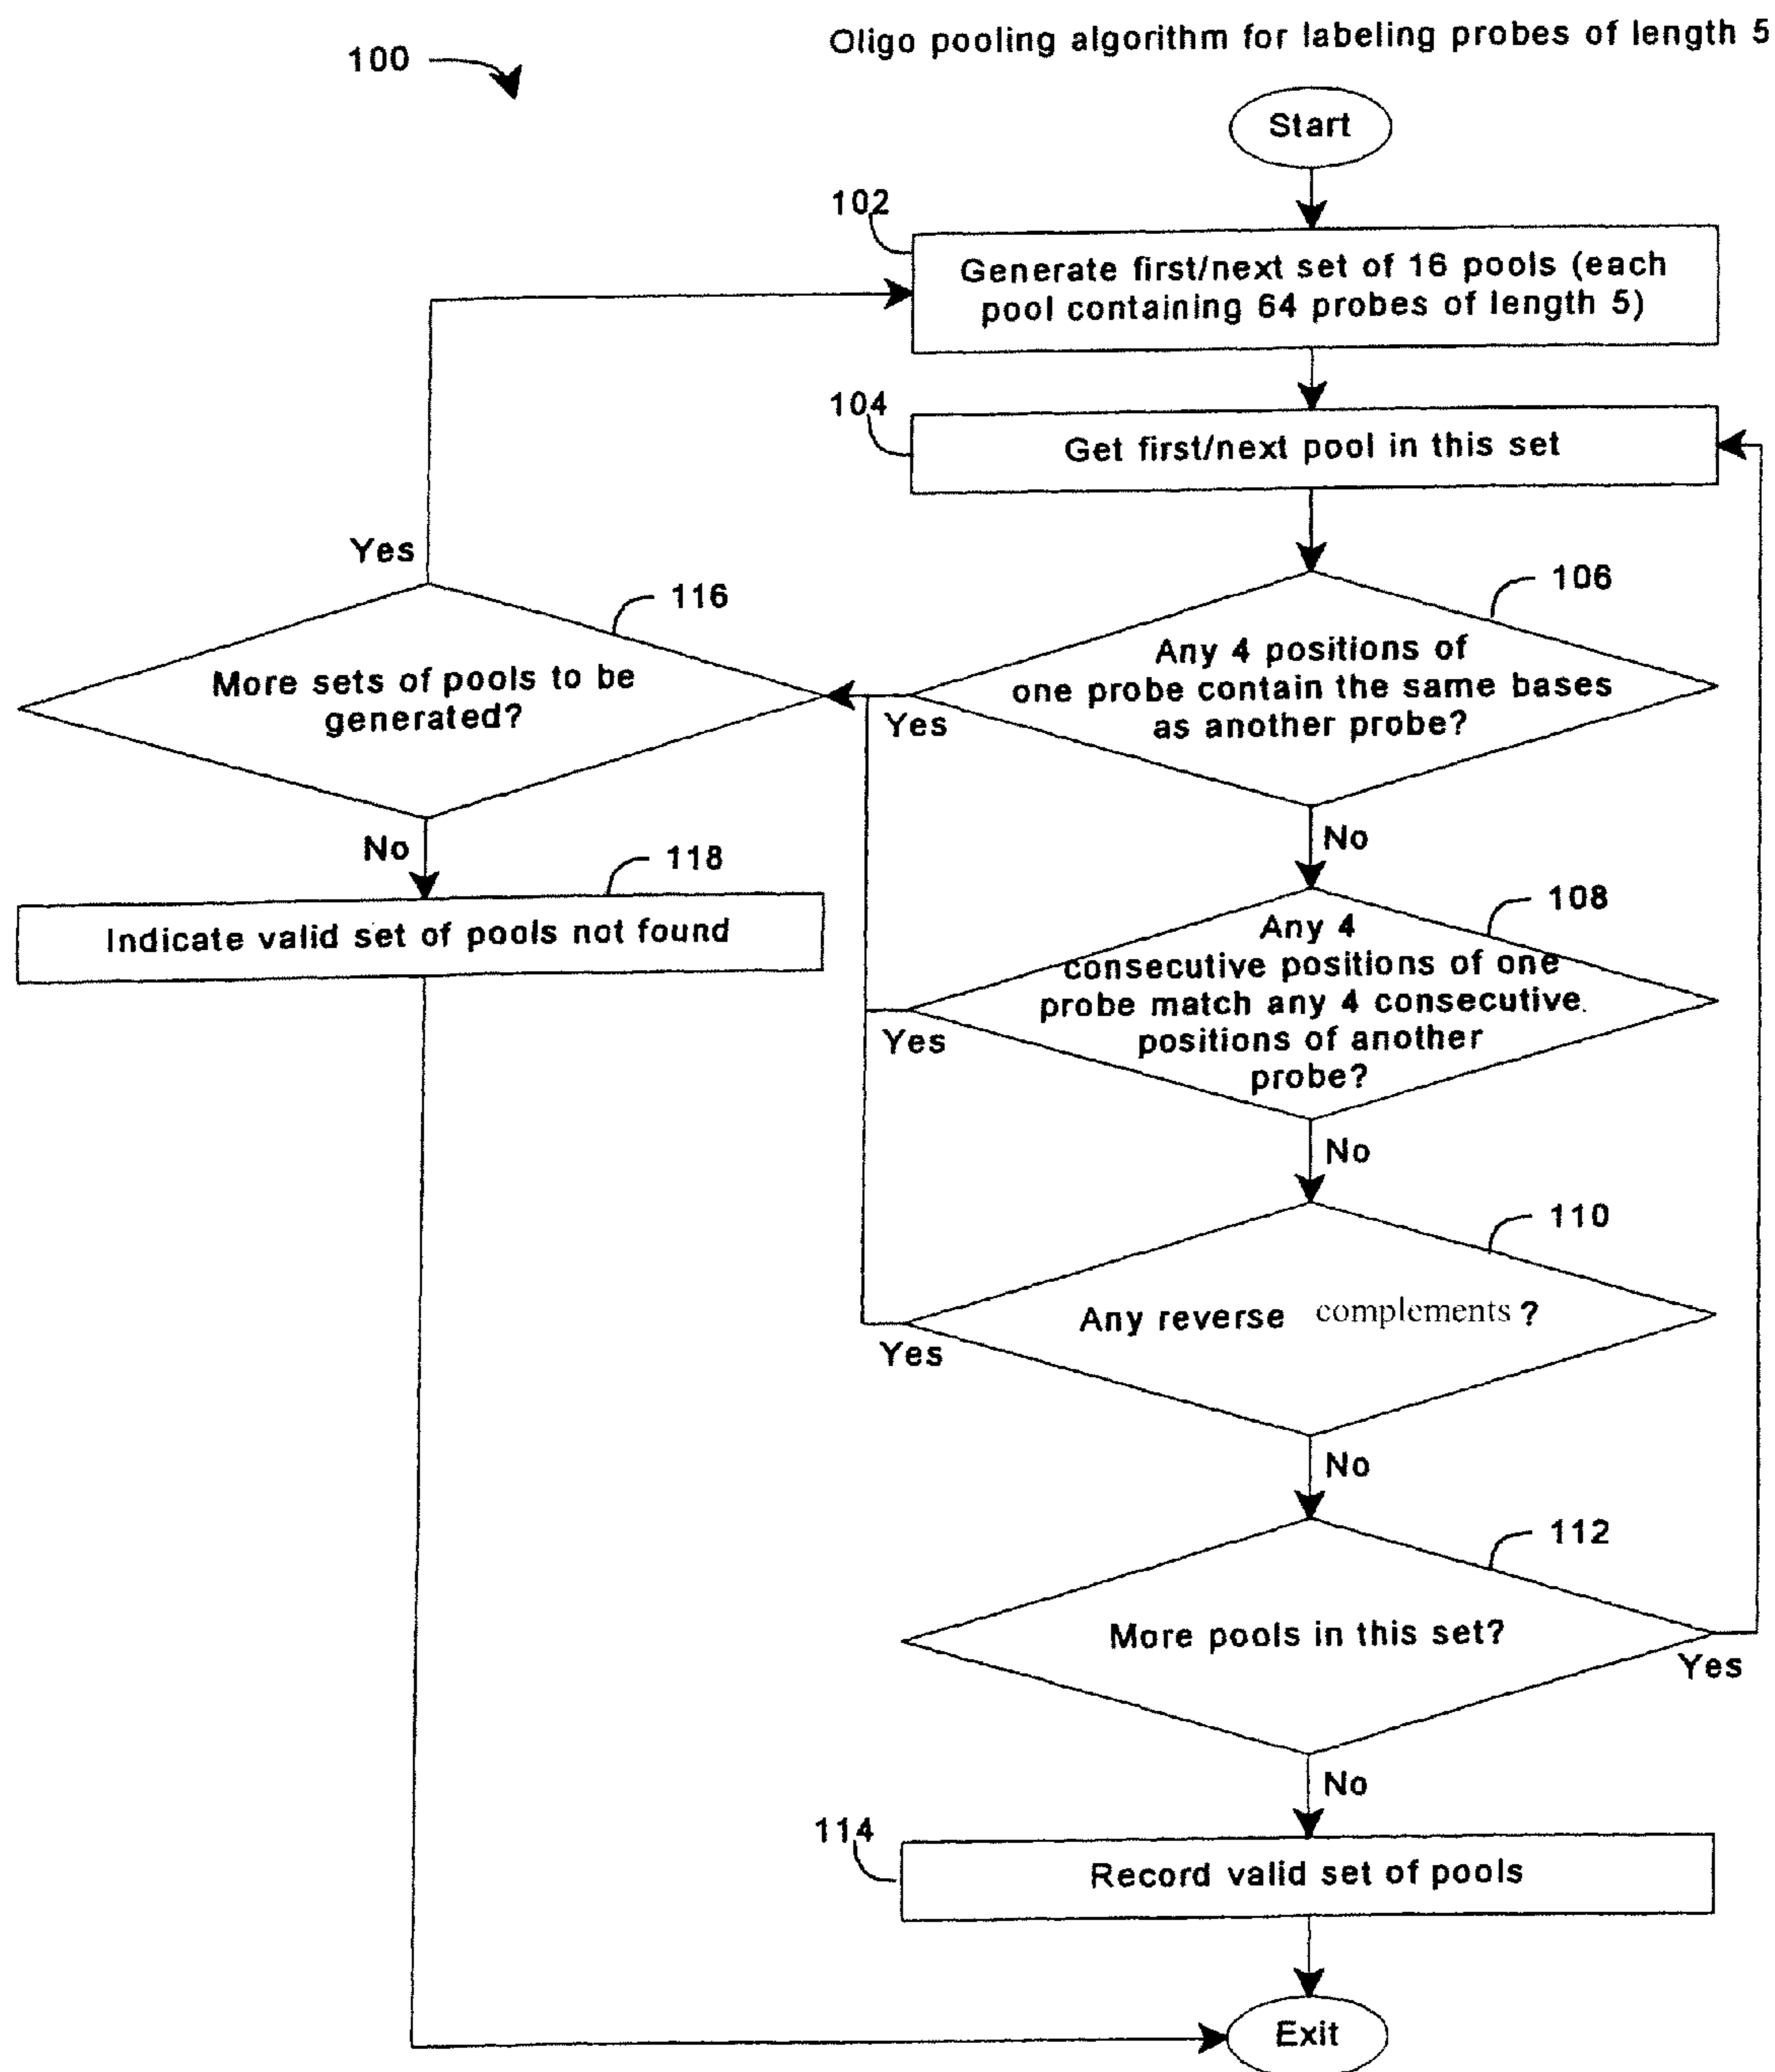 Oligo pooling algorithm for labeling probes of length 5
100
Start
102
Generate first/next set of 16 pools (each
pool containing 64 probes of length 5)
104
Get first/next pool in this set
Yes
106
116
Any 4 positions of
one probe contain the same bases
as another probe?
More sets of pools to be
generated?
Yes
No
No
118
108
Indicate valid set of pools not found
Any 4
consecutive positions of one
probe match any 4 consecutive.
positions of another
probe?
Yes
No
110
Any reverse complements ?
Yes
No
112
More pools in this set?
Yes
No
114
Record valid set of pools
Exit